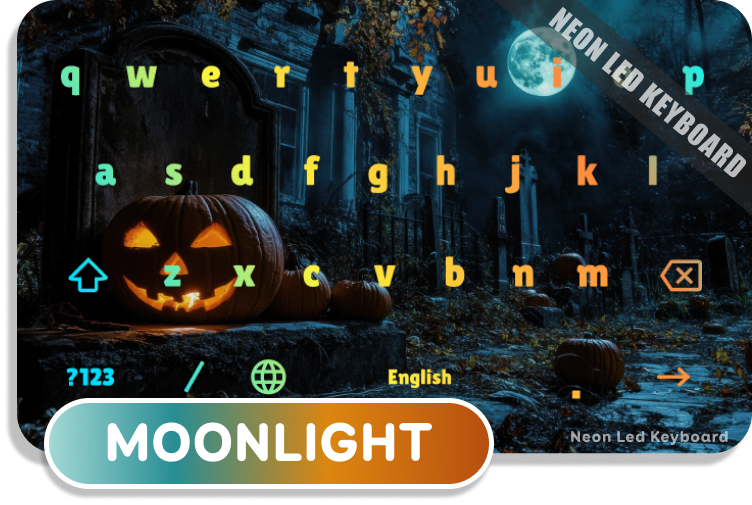 NEON LED KEYBOARD
q w e r t y u i p
a s d f g h j k l
z x c v b n m
?123 / English .
MOONLIGHT
Neon Led Keyboard